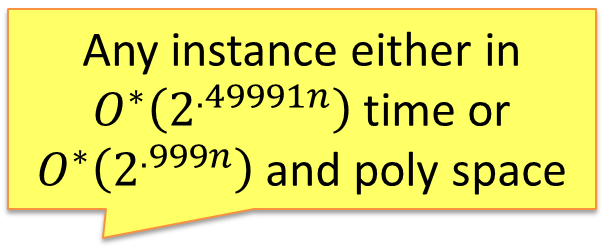 Any instance either in
O*(2^.49991n) time or
O*(2^.999n) and poly space